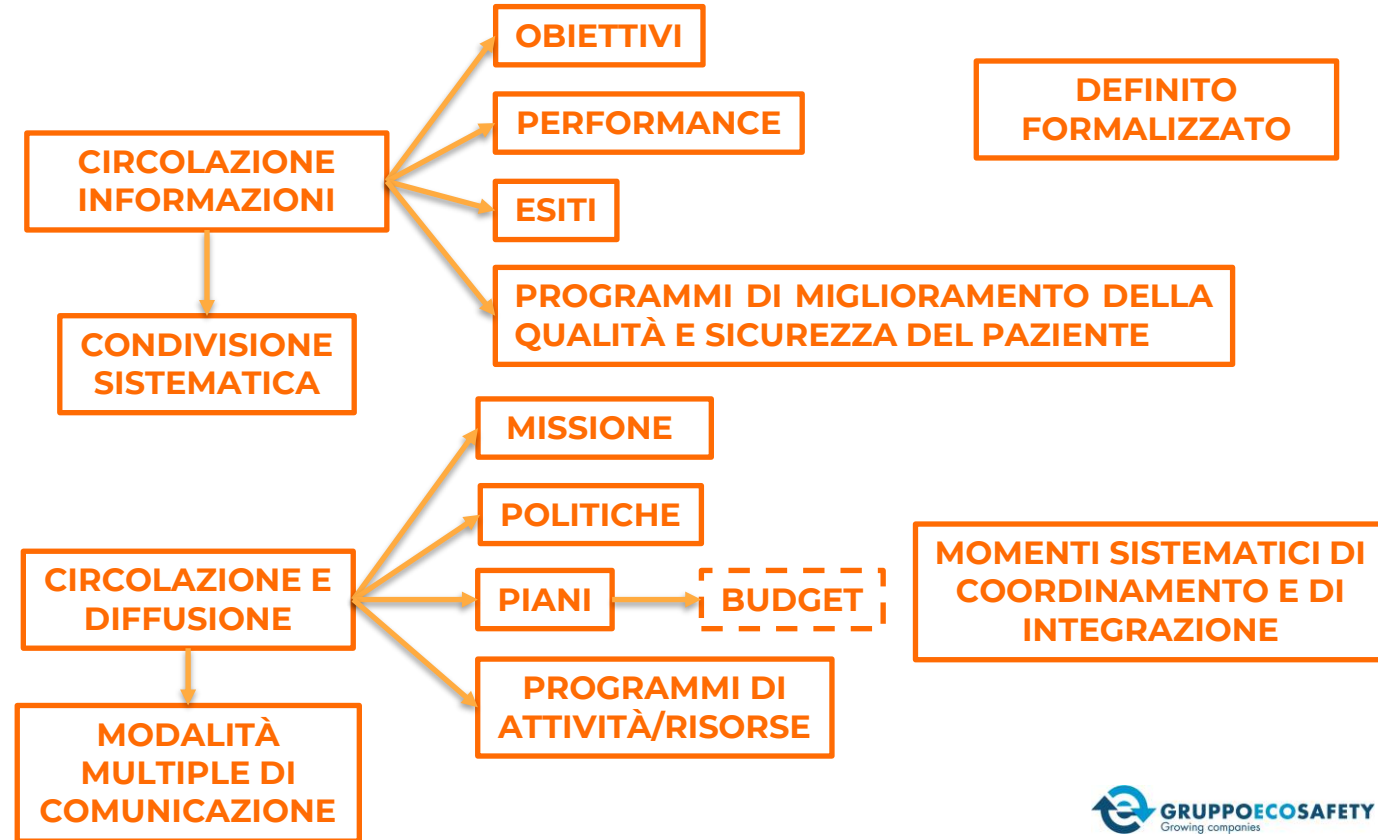 OBIETTIVI
DEFINITO
FORMALIZZATO
PERFORMANCE
CIRCOLAZIONE
INFORMAZIONI
ESITI
PROGRAMMI DI MIGLIORAMENTO DELLA
QUALITÀ E SICUREZZA DEL PAZIENTE
CONDIVISIONE
SISTEMATICA
MISSIONE
POLITICHE
CIRCOLAZIONE E
DIFFUSIONE
PIANI
BUDGET
MOMENTI SISTEMATICI DI
COORDINAMENTO E DI
INTEGRAZIONE
PROGRAMMI DI
ATTIVITÀ/RISORSE
MODALITÀ
MULTIPLE DI
COMUNICAZIONE
GRUPPOECOSAFETY
Growing companies